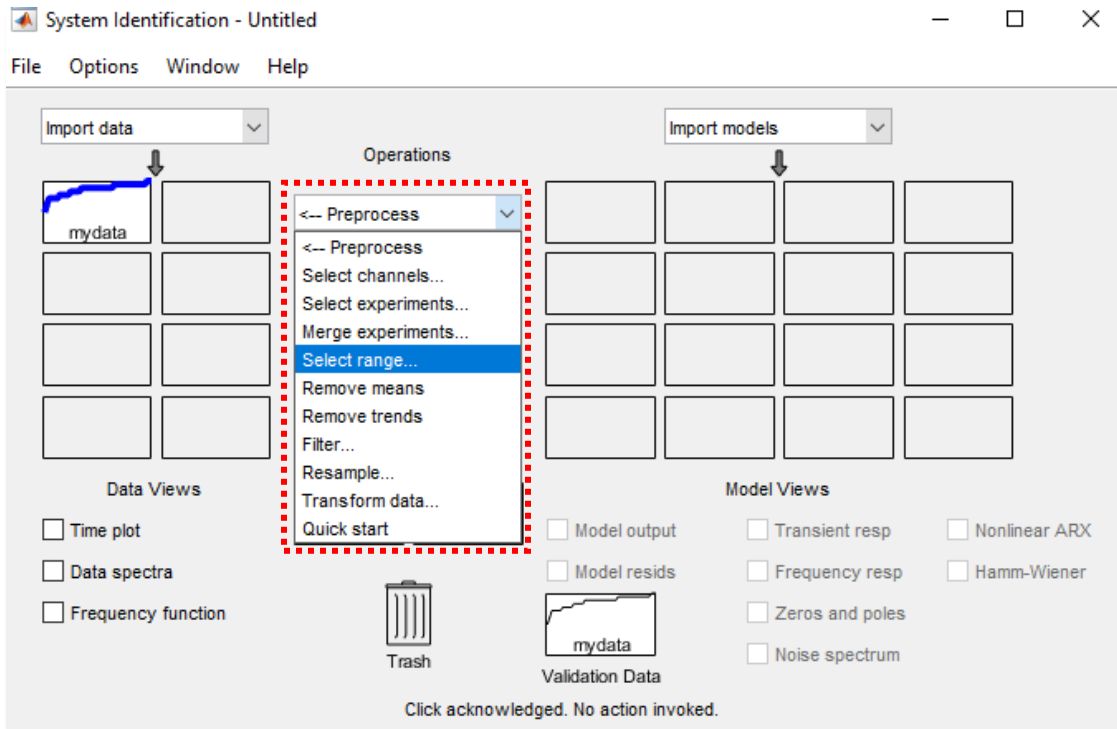 System Identification - Untitled
File Options Window Help
Import data
Import models
Operations
mydata
<-- Preprocess
<-- Preprocess
Select channels...
Select experiments...
Merge experiments...
Select range...
Remove means
Remove trends
Filter...
Resample...
Transform data...
Quick start
Data Views
Time plot
Data spectra
Frequency function
Trash
Model Views
Model output
Transient resp
Nonlinear ARX
Model resids
Frequency resp
Hamm-Wiener
Zeros and poles
Noise spectrum
mydata
Validation Data
Click acknowledged. No action invoked.